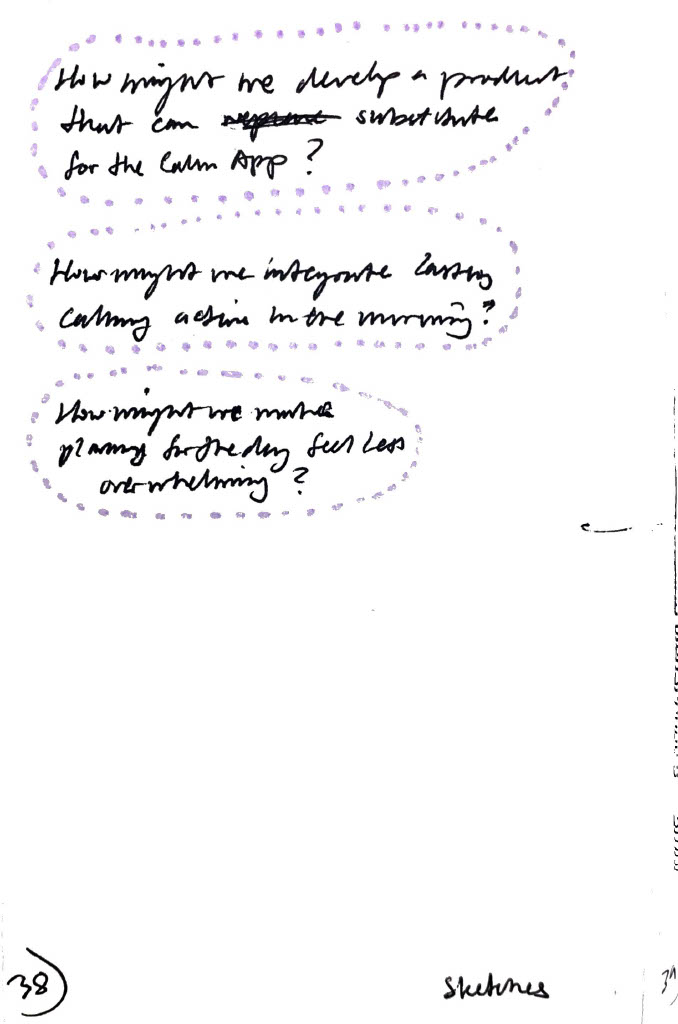 How might we develop a product
that can substitute
for the Calm App ?
How might we integrate lasting
calming action in the morning ?
How might we make
planning for the day feel less
overwhelming ?
38
Sketches